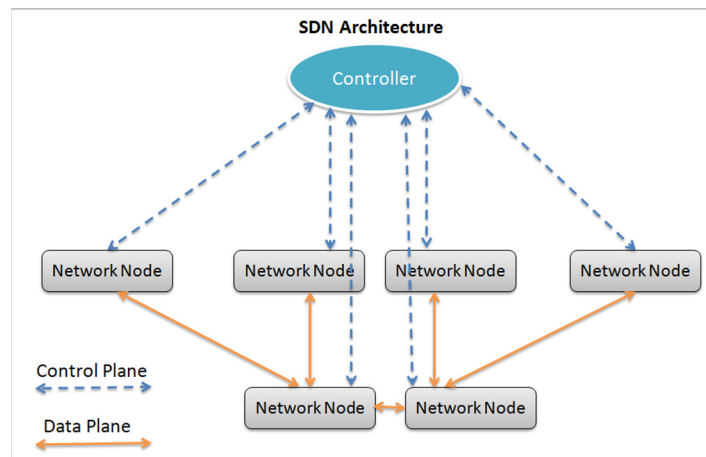 SDN Architecture
Controller
Network Node
Network Node
Network Node
Network Node
Control Plane
Network Node
Network Node
Data Plane